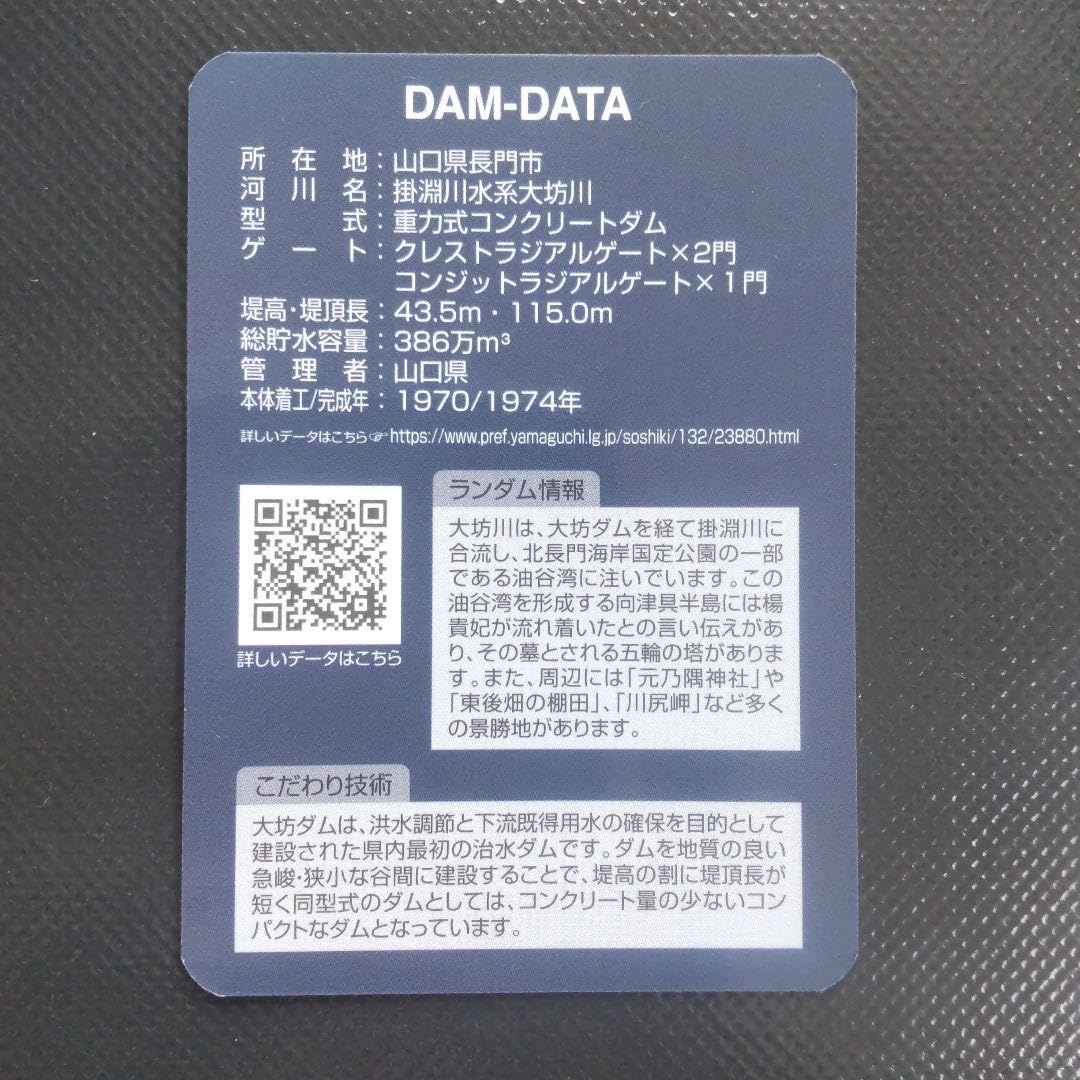 DAM-DATA
所在地：山口県長門市
河川名：掛淵川水系大坊川
型式：重力式コンクリートダム
ゲート：クレストラジアルゲート×2門
コンジットラジアルゲート×1門
堤高・堤頂長：43.5m・115.0m
総貯水容量：386万m³
管理者：山口県
本体着工/完成年：1970/1974年
詳しいデータはこちら☞https://www.pref.yamaguchi.lg.jp/soshiki/132/23880.html
詳しいデータはこちら
ランダム情報
大坊川は、大坊ダムを経て掛淵川に
合流し、北長門海岸国定公園の一部
である油谷湾に注いでいます。この
油谷湾を形成する向津具半島には楊
貴妃が流れ着いたとの言い伝えがあ
り、その墓とされる五輪の塔がありま
す。また、周辺には「元乃隅神社」や
「東後畑の棚田」、「川尻岬」など多く
の景勝地があります。
こだわり技術
大坊ダムは、洪水調節と下流既得用水の確保を目的として
建設された県内最初の治水ダムです。ダムを地質の良い
急峻・狭小な谷間に建設することで、堤高の割に堤頂長が
短く同型式のダムとしては、コンクリート量の少ないコン
パクトなダムとなっています。